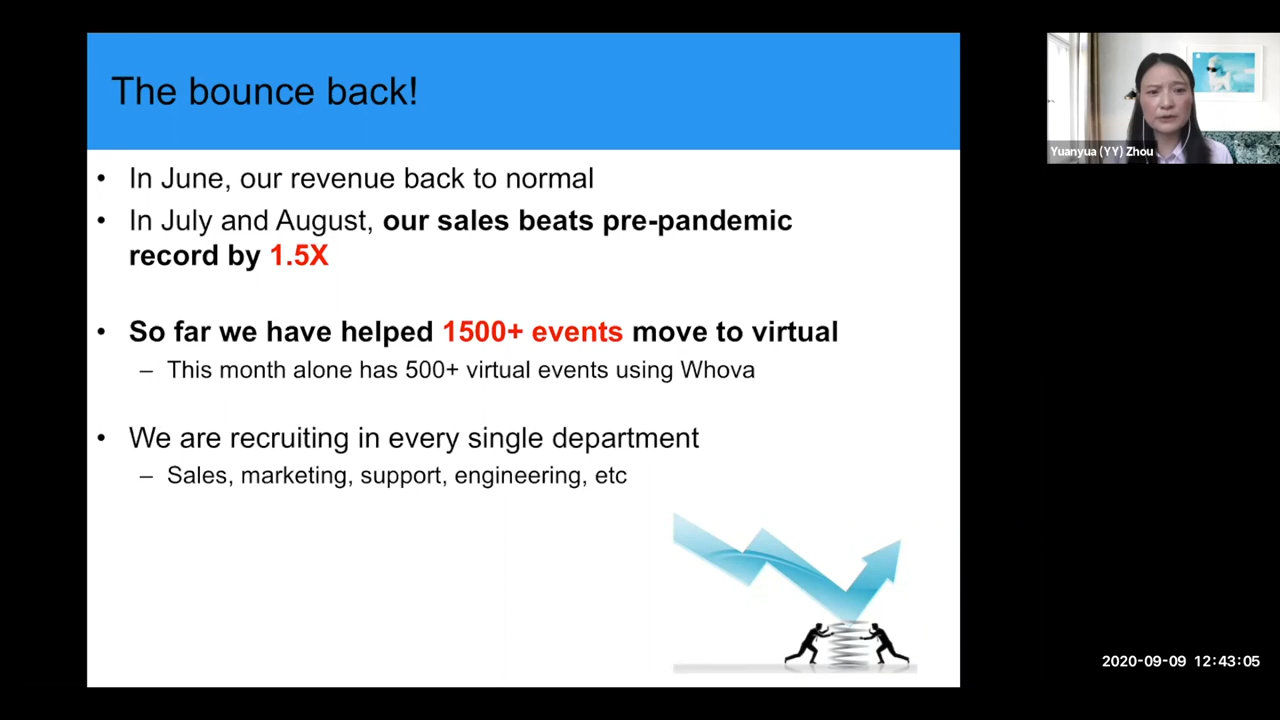 The bounce back!
• In June, our revenue back to normal
• In July and August, our sales beats pre-pandemic
record by 1.5X
• So far we have helped 1500+ events move to virtual
– This month alone has 500+ virtual events using Whova
• We are recruiting in every single department
– Sales, marketing, support, engineering, etc
Yuanyua (YY) Zhou
2020-09-09 12:43:05